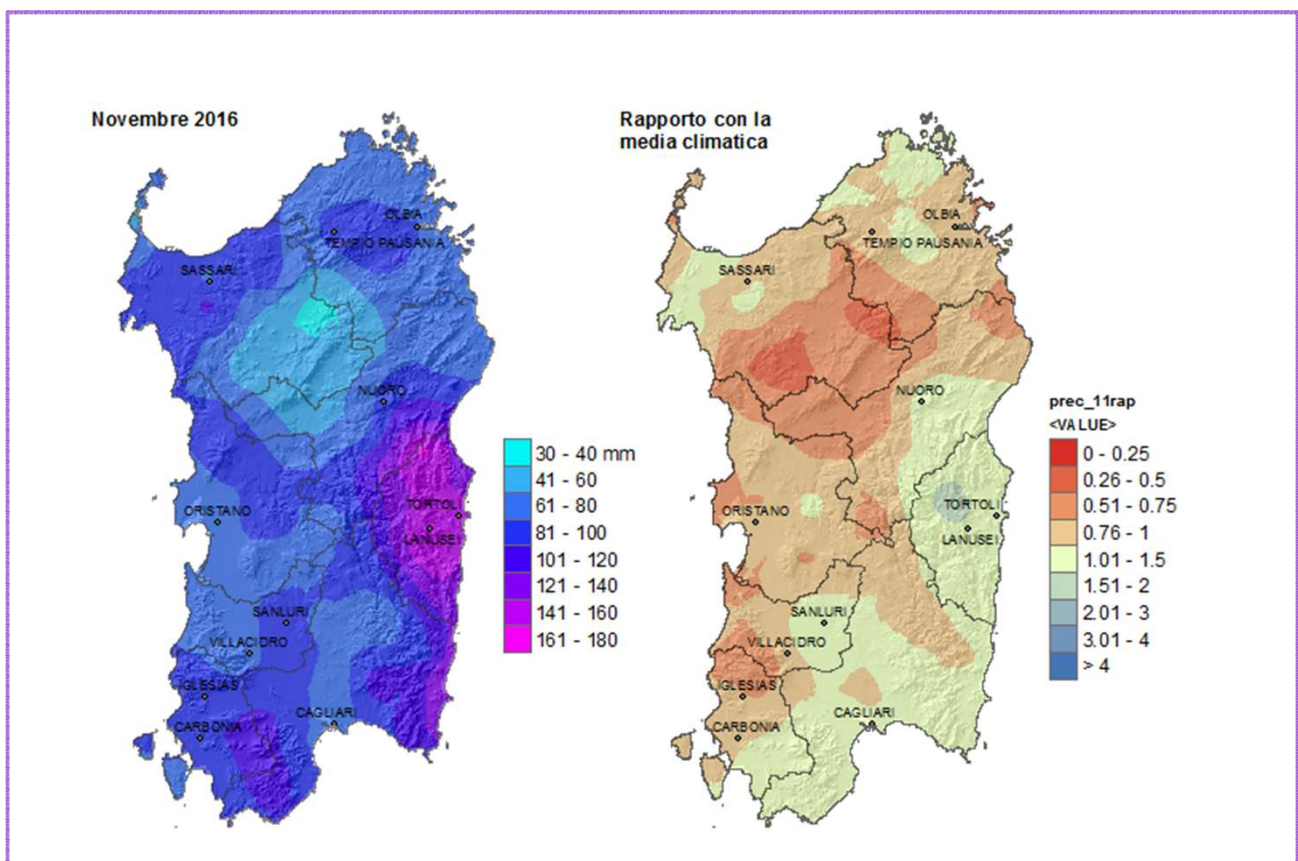 Novembre 2016
OLBIA
TEMPIO PAUSANIA
SASSARI
NUORO
TORTOLI
ORISTANO
LANUSEI
SANLURI
VILLACIDRO
IGLESIAS
CAGLIARI
CARBONIA
30 - 40 mm
41 - 60
61 - 80
81 - 100
101 - 120
121 - 140
141 - 160
161 - 180
Rapporto con la
media climatica
OLBIA
TEMPIO PAUSANIA
SASSARI
NUORO
TORTOLI
ORISTANO
LANUSEI
SANLURI
VILLACIDRO
IGLESIAS
CAGLIARI
CARBONIA
prec_11rap
<VALUE>
0 - 0.25
0.26 - 0.5
0.51 - 0.75
0.76 - 1
1.01 - 1.5
1.51 - 2
2.01 - 3
3.01 - 4
> 4